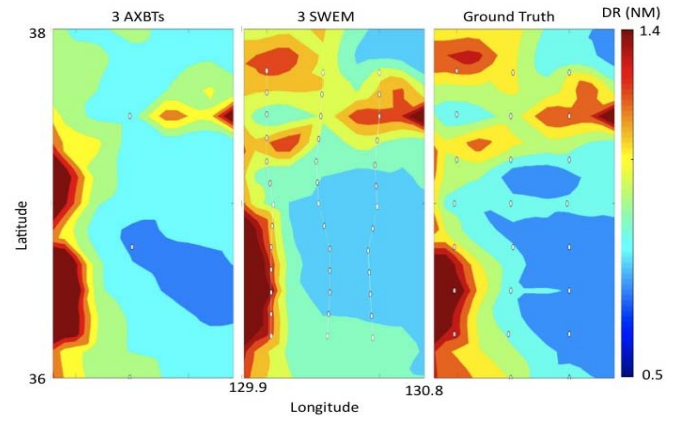 3 AXBTs 3 SWEM Ground Truth DR (NM)
38 1.4
Latitude
36 0.5
129.9 130.8
Longitude